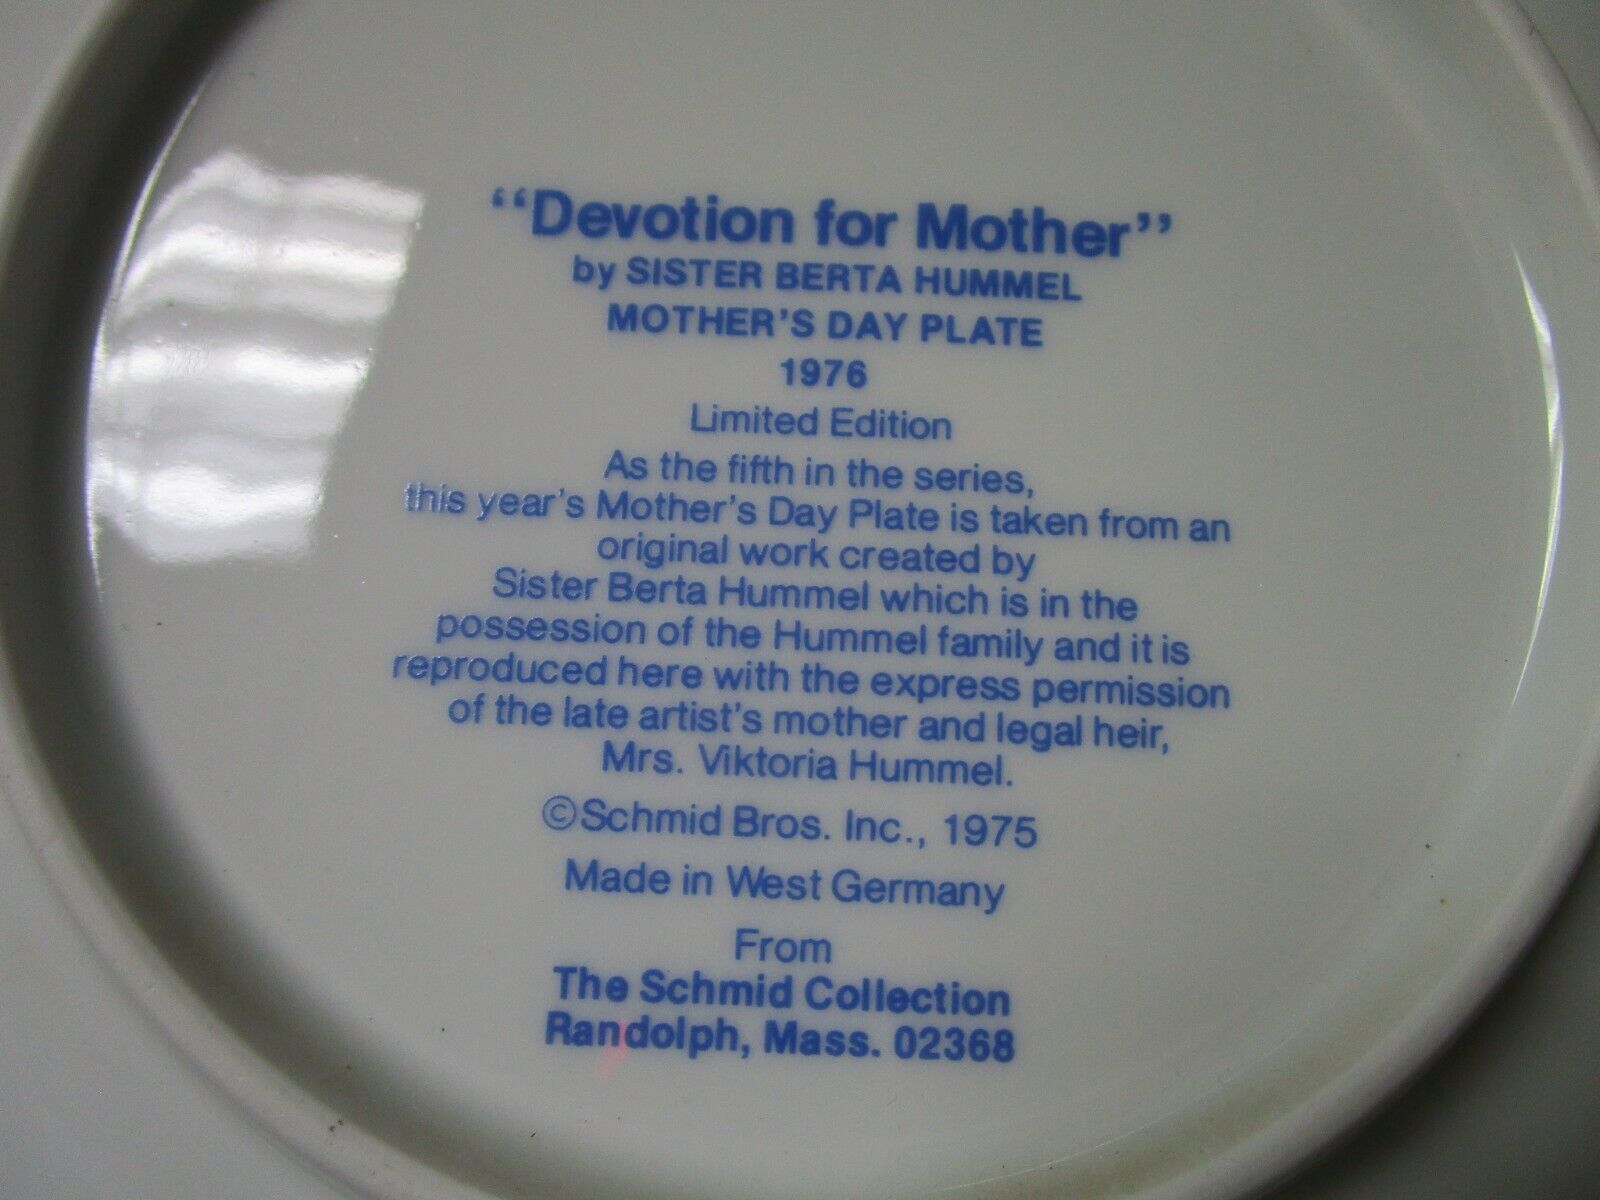 “Devotion for Mother”
by SISTER BERTA HUMMEL
MOTHER'S DAY PLATE
1976
Limited Edition
As the fifth in the series,
this year's Mother's Day Plate is taken from an
original work created by
Sister Berta Hummel which is in the
possession of the Hummel family and it is
reproduced here with the express permission
of the late artist's mother and legal heir,
Mrs. Viktoria Hummel.
©Schmid Bros. Inc., 1975
Made in West Germany
From
The Schmid Collection
Randolph, Mass. 02368